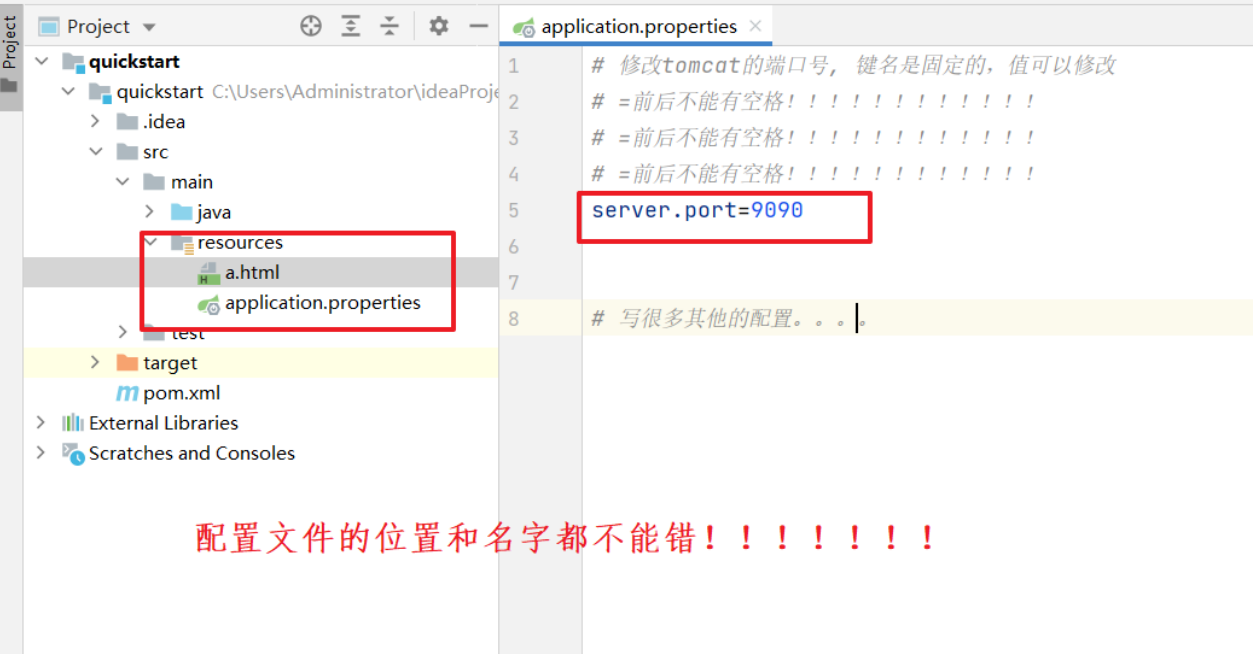 Project
Project
application.properties
quickstart
quickstart C:\Users\Administrator\ideaProje
.idea
src
main
java
resources
a.html
application.properties
test
target
pom.xml
External Libraries
Scratches and Consoles
1 # 修改tomcat的端口号, 键名是固定的，值可以修改
2 # =前后不能有空格！！！！！！！！！！！！
3 # =前后不能有空格！！！！！！！！！！！！
4 # =前后不能有空格！！！！！！！！！！！！
5 server.port=9090
6
7
8 # 写很多其他的配置。。。。
配置文件的位置和名字都不能错！！！！！！！